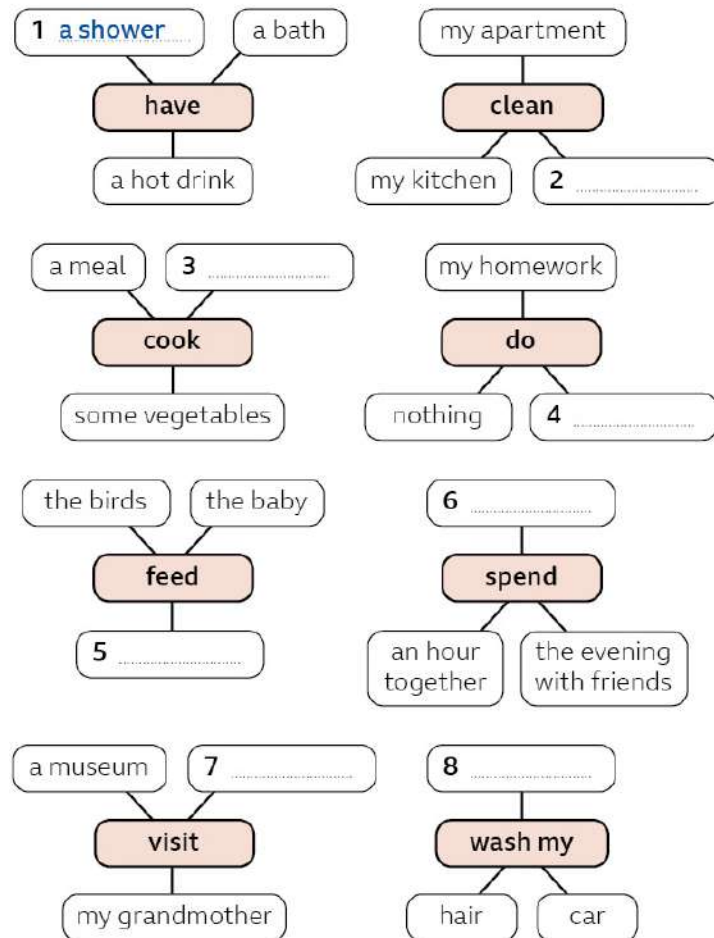 1 a shower
a bath
have
a hot drink
my apartment
clean
my kitchen
2
a meal
3
cook
some vegetables
my homework
do
nothing
4
the birds
the baby
feed
5
6
spend
an hour
together
the evening
with friends
a museum
7
visit
my grandmother
8
wash my
hair
car